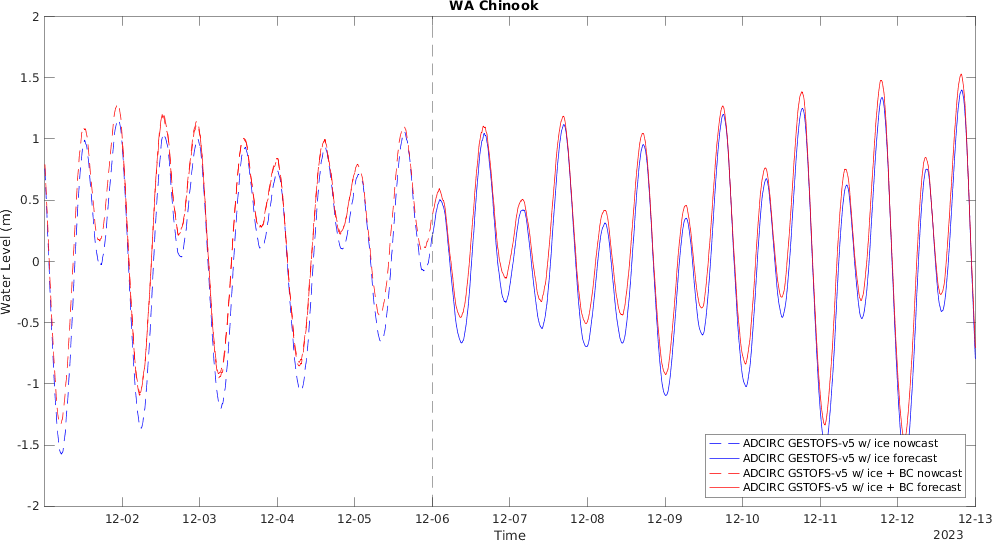 WA Chinook
2
1.5
1
0.5
0
-0.5
-1
-1.5
-2
Water Level (m)
ADCIRC GESTOFS-v5 w/ ice nowcast
ADCIRC GESTOFS-v5 w/ ice forecast
ADCIRC GSTOFS-v5 w/ ice + BC nowcast
ADCIRC GSTOFS-v5 w/ ice + BC forecast
12-02 12-03 12-04 12-05 12-06 12-07 12-08 12-09 12-10 12-11 12-12 12-13
Time
2023